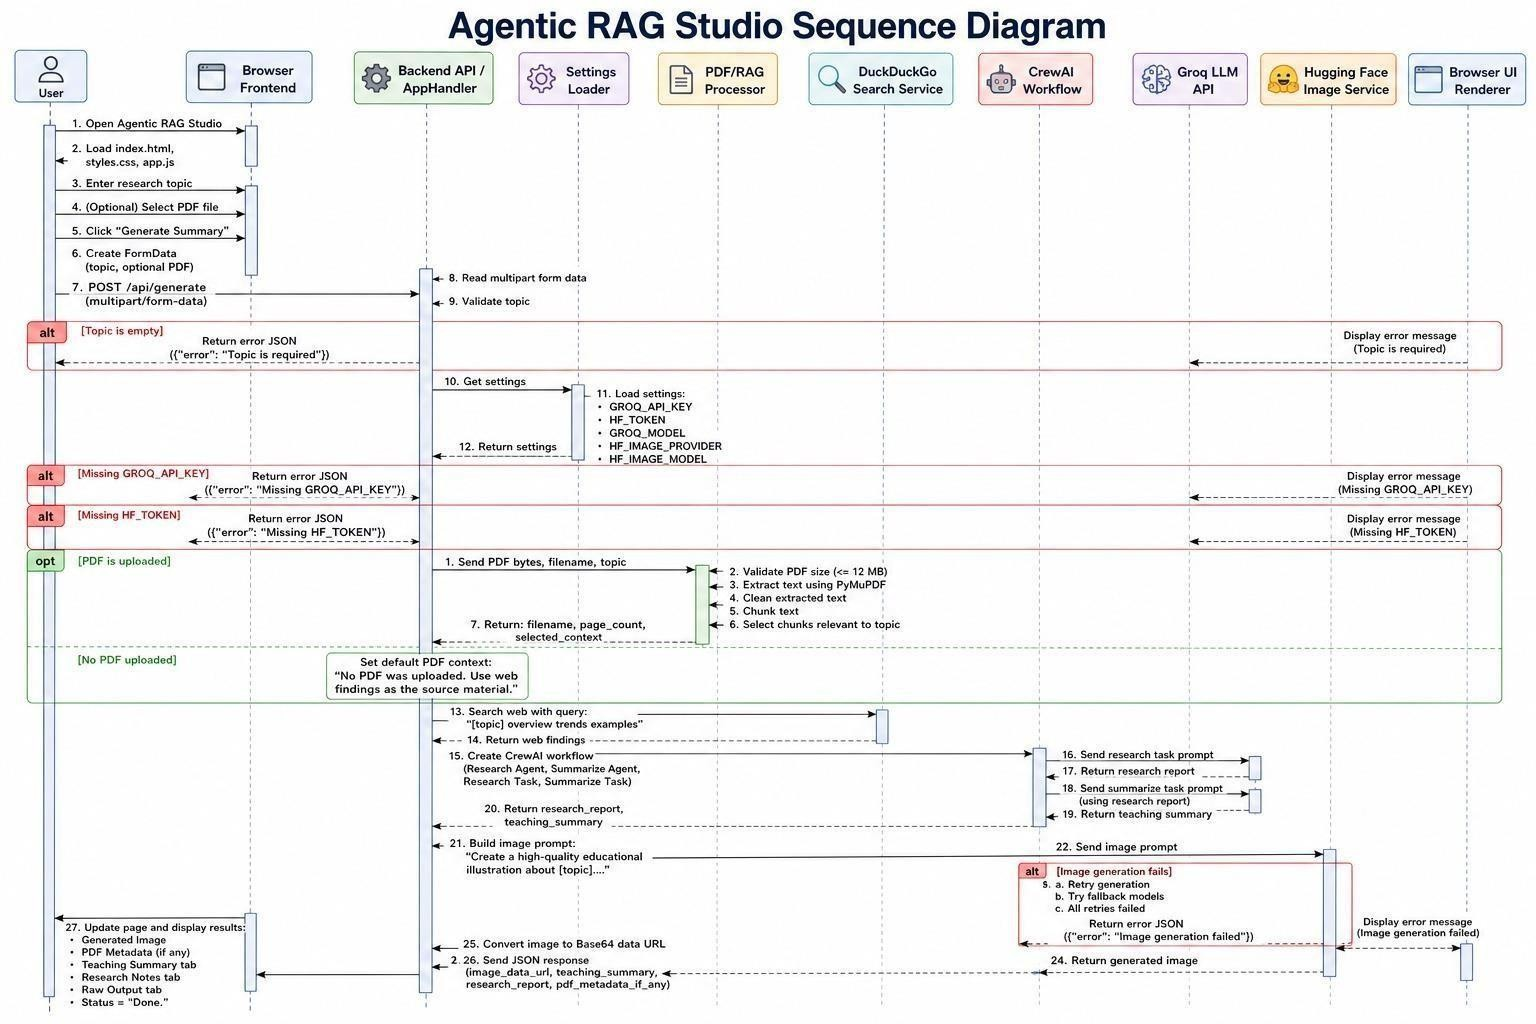 Agentic RAG Studio Sequence Diagram
User
Browser
Frontend
Backend API /
AppHandler
Settings
Loader
PDF/RAG
Processor
DuckDuckGo
Search Service
CrewAI
Workflow
Groq LLM
API
Hugging Face
Image Service
Browser UI
Renderer
1. Open Agentic RAG Studio
2. Load index.html,
styles.css, app.js
3. Enter research topic
4. (Optional) Select PDF file
5. Click “Generate Summary”
6. Create FormData
(topic, optional PDF)
7. POST /api/generate
(multipart/form-data)
8. Read multipart form data
9. Validate topic
alt
[Topic is empty]
Return error JSON
({"error": "Topic is required"})
Display error message
(Topic is required)
10. Get settings
11. Load settings:
• GROQ_API_KEY
• HF_TOKEN
• GROQ_MODEL
• HF_IMAGE_PROVIDER
• HF_IMAGE_MODEL
12. Return settings
alt
[Missing GROQ_API_KEY]
Return error JSON
({"error": "Missing GROQ_API_KEY"})
Display error message
(Missing GROQ_API_KEY)
alt
[Missing HF_TOKEN]
Return error JSON
({"error": "Missing HF_TOKEN"})
Display error message
(Missing HF_TOKEN)
opt
[PDF is uploaded]
1. Send PDF bytes, filename, topic
2. Validate PDF size (<= 12 MB)
3. Extract text using PyMuPDF
4. Clean extracted text
5. Chunk text
6. Select chunks relevant to topic
7. Return: filename, page_count,
selected_context
[No PDF uploaded]
Set default PDF context:
“No PDF was uploaded. Use web
findings as the source material.”
13. Search web with query:
“[topic] overview trends examples”
14. Return web findings
15. Create CrewAI workflow
(Research Agent, Summarize Agent,
Research Task, Summarize Task)
16. Send research task prompt
17. Return research report
18. Send summarize task prompt
(using research report)
19. Return teaching summary
20. Return research_report,
teaching_summary
21. Build image prompt:
“Create a high-quality educational
illustration about [topic]....”
22. Send image prompt
alt
[Image generation fails]
s. a. Retry generation
b. Try fallback models
c. All retries failed
Return error JSON
({"error": "Image generation failed"})
Display error message
(Image generation failed)
24. Return generated image
25. Convert image to Base64 data URL
2. 26. Send JSON response
(image_data_url, teaching_summary,
research_report, pdf_metadata_if_any)
27. Update page and display results:
• Generated Image
• PDF Metadata (if any)
• Teaching Summary tab
• Research Notes tab
• Raw Output tab
• Status = "Done."